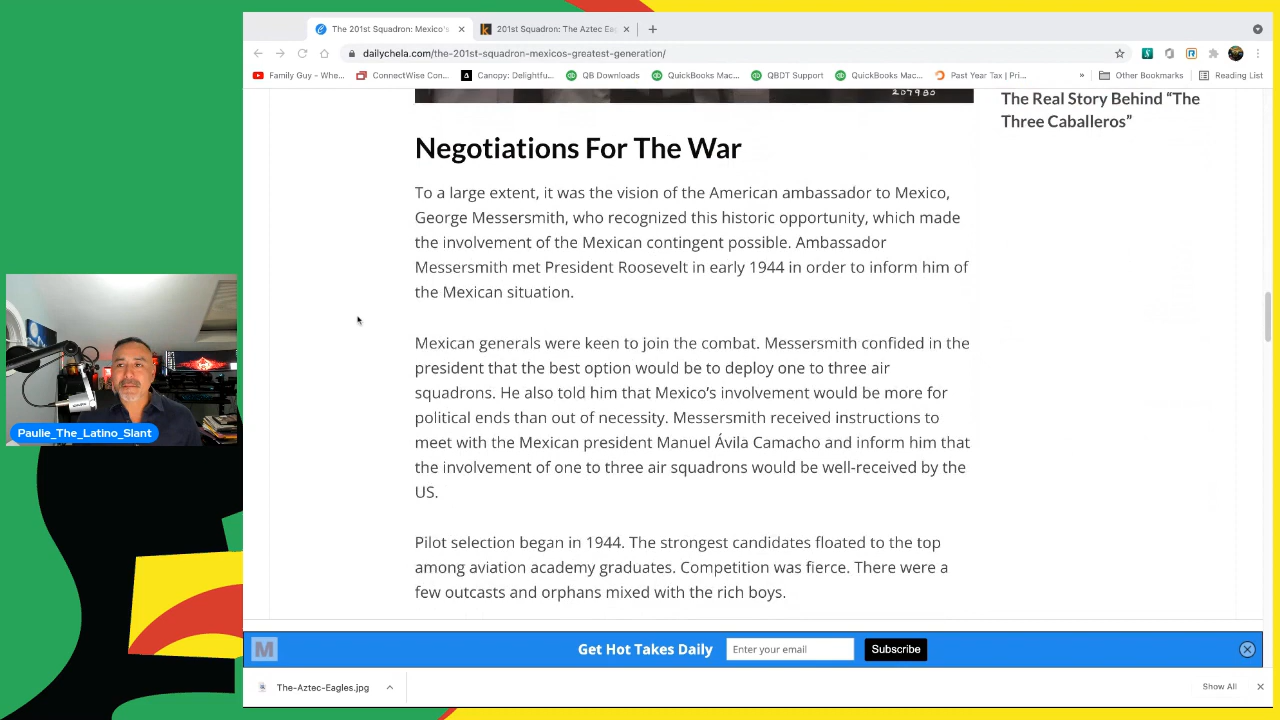 The 201st Squadron: Mexico's
201st Squadron: The Aztec Ea
dailychela.com/the-201st-squadron-mexicos-greatest-generation/
Family Guy - Whe...
ConnectWise Con...
Canopy: Delightfu...
QB Downloads
QuickBooks Mac...
QBDT Support
QuickBooks Mac...
Past Year Tax | Pri...
»
Other Bookmarks
Reading List
The Real Story Behind “The
Three Caballeros”
Negotiations For The War
To a large extent, it was the vision of the American ambassador to Mexico,
George Messersmith, who recognized this historic opportunity, which made
the involvement of the Mexican contingent possible. Ambassador
Messersmith met President Roosevelt in early 1944 in order to inform him of
the Mexican situation.
Mexican generals were keen to join the combat. Messersmith confided in the
president that the best option would be to deploy one to three air
squadrons. He also told him that Mexico’s involvement would be more for
political ends than out of necessity. Messersmith received instructions to
meet with the Mexican president Manuel Ávila Camacho and inform him that
the involvement of one to three air squadrons would be well-received by the
US.
Pilot selection began in 1944. The strongest candidates floated to the top
among aviation academy graduates. Competition was fierce. There were a
few outcasts and orphans mixed with the rich boys.
Paulie_The_Latino_Slant
M
Get Hot Takes Daily
Enter your email
Subscribe
The-Aztec-Eagles.jpg
Show All